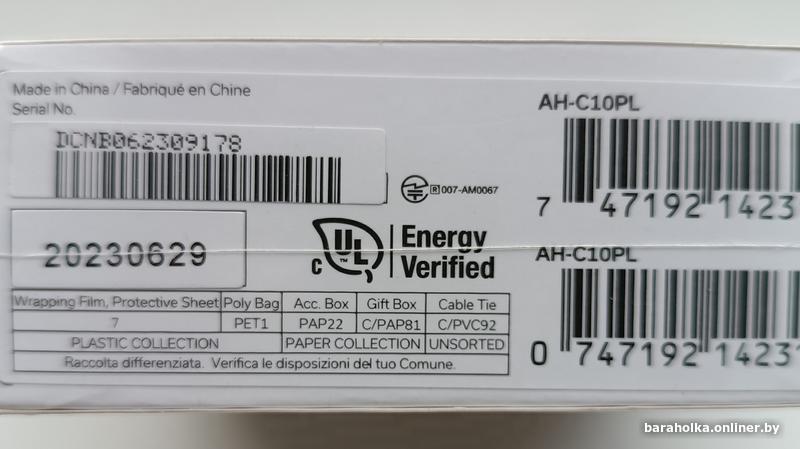 Made in China / Fabriqué en Chine
Serial No.
DCNB062309178
R 007-AM0067
20230629
c UL ™ Energy
Verified
AH-C10PL
7 47192 1423
AH-C10PL
0 747192 1423
Wrapping Film, Protective Sheet Poly Bag Acc. Box Gift Box Cable Tie
7 PET1 PAP22 C/PAP81 C/PVC92
PLASTIC COLLECTION PAPER COLLECTION UNSORTED
Raccolta differenziata. Verifica le disposizioni del tuo Comune.
baraholka.onliner.by